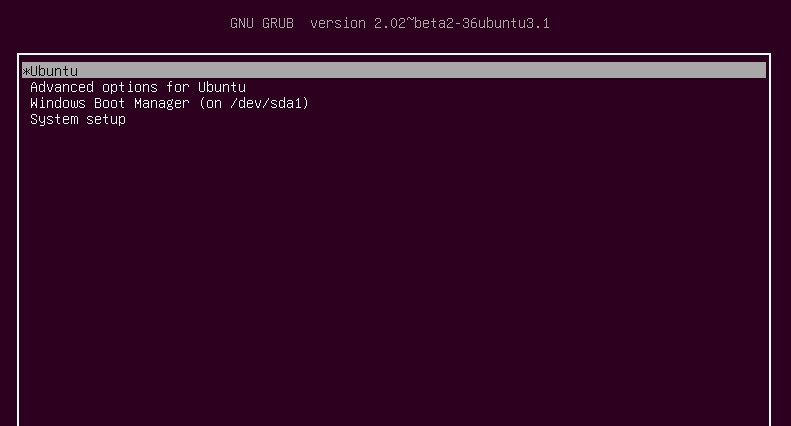 GNU GRUB  version 2.02~beta2-36ubuntu3.1
*Ubuntu
Advanced options for Ubuntu
Windows Boot Manager (on /dev/sda1)
System setup